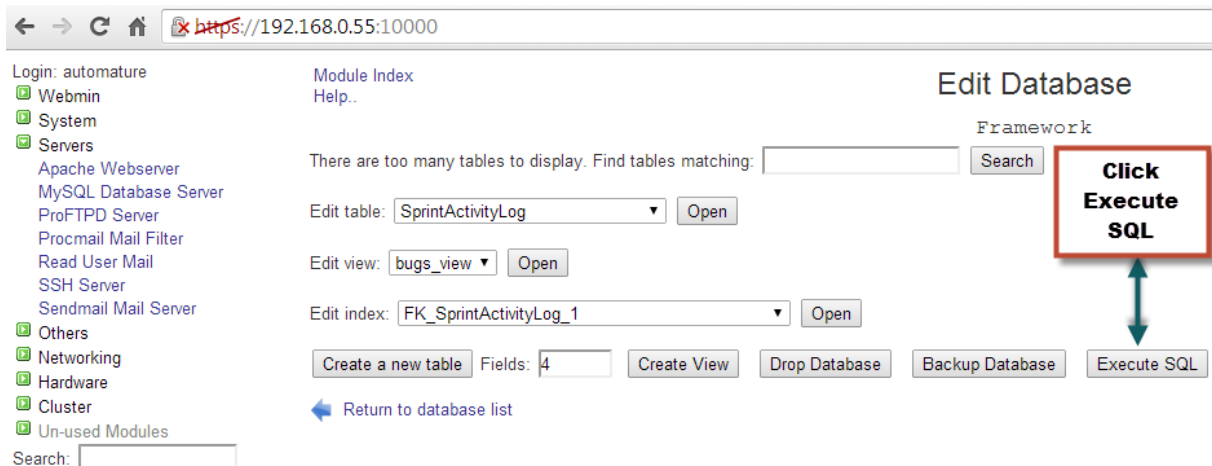 https://192.168.0.55:10000
Login: automature
Webmin
System
Servers
Apache Webserver
MySQL Database Server
ProFTPD Server
Procmail Mail Filter
Read User Mail
SSH Server
Sendmail Mail Server
Others
Networking
Hardware
Cluster
Un-used Modules
Search:
Module Index
Help..
Edit Database
Framework
There are too many tables to display. Find tables matching: Search
Edit table: SprintActivityLog Open
Edit view: bugs_view Open
Edit index: FK_SprintActivityLog_1 Open
Create a new table Fields: 4 Create View Drop Database Backup Database Execute SQL
Return to database list
Click
Execute
SQL